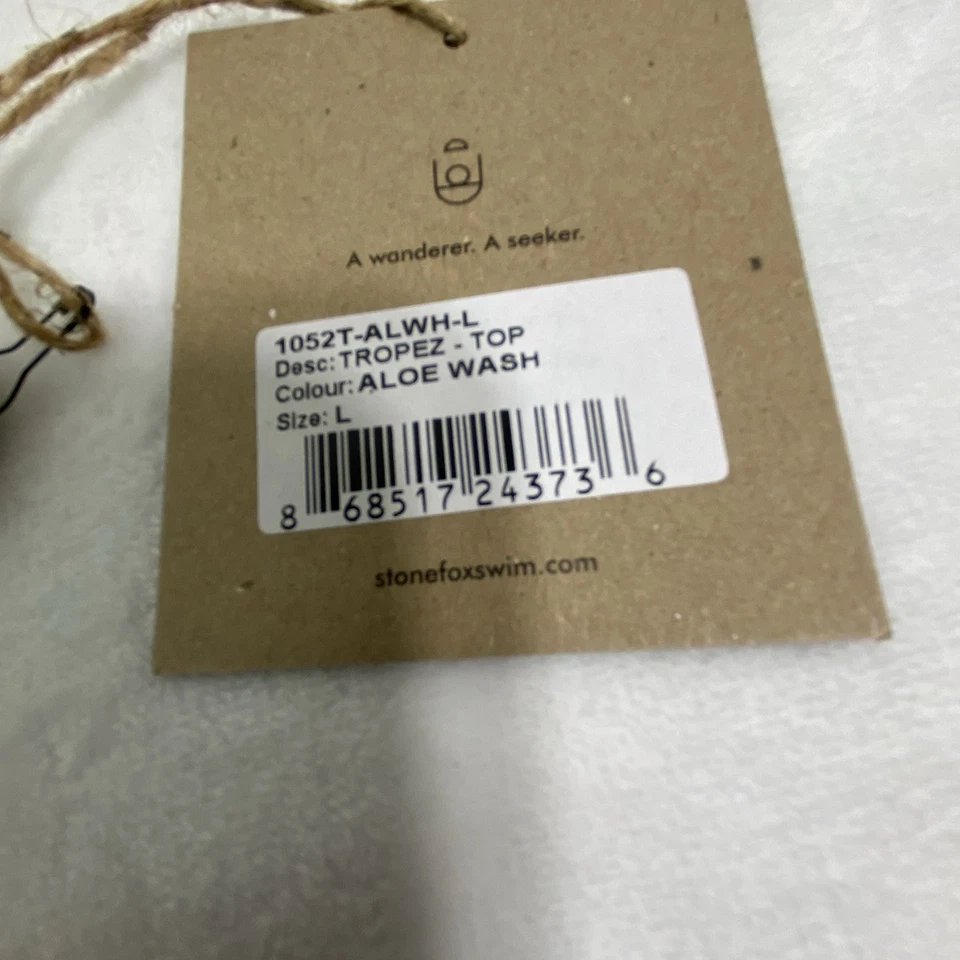 A wanderer. A seeker.
1052T-ALWH-L
Desc: TROPEZ - TOP
Colour: ALOE WASH
Size: L
8 68517 24373 6
stonefoxswim.com